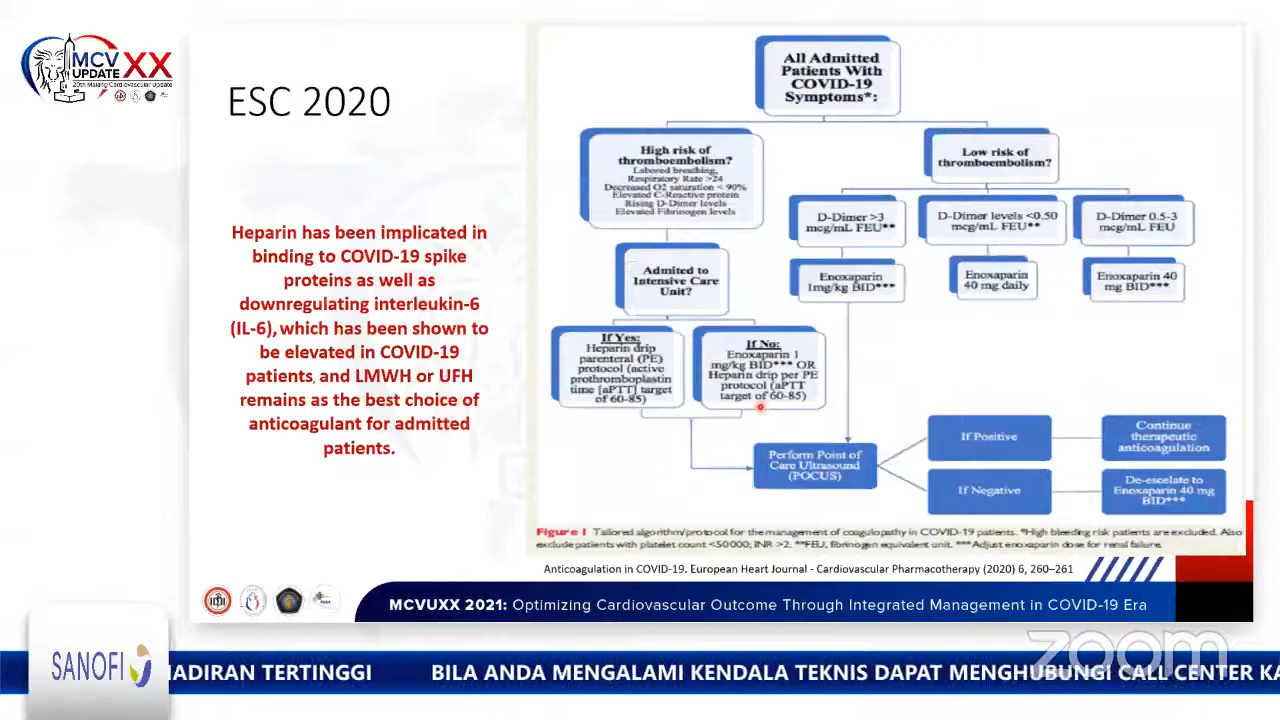 MCV
UPDATE
XX
20th Malang Cardiovascular Update
ESC 2020
Heparin has been implicated in
binding to COVID-19 spike
proteins as well as
downregulating interleukin-6
(IL-6), which has been shown to
be elevated in COVID-19
patients, and LMWH or UFH
remains as the best choice of
anticoagulant for admitted
patients.
All Admitted
Patients With
COVID-19
Symptoms*:
High risk of
thromboembolism?
Labored breathing,
Respiratory Rate >24
Decreased O2 saturation < 90%
Elevated C-Reactive protein
Rising D-Dimer levels
Elevated Fibrinogen levels
Low risk of
thromboembolism?
D-Dimer >3
mcg/mL FEU**
D-Dimer levels <0.50
mcg/mL FEU**
D-Dimer 0.5-3
mcg/mL FEU
Admited to
Intensive Care
Unit?
Enoxaparin
1mg/kg BID***
Enoxaparin
40 mg daily
Enoxaparin 40
mg BID***
If Yes:
Heparin drip
parenteral (PE)
protocol (active
prothromboplastin
time [aPTT] target
of 60-85)
If No:
Enoxaparin 1
mg/kg BID*** OR
Heparin drip per PE
protocol (aPTT
target of 60-85)
Perform Point of
Care Ultrasound
(POCUS)
If Positive
Continue
therapeutic
anticoagulation
If Negative
De-escelate to
Enoxaparin 40 mg
BID***
Figure 1 Tailored algorithm/protocol for the management of coagulopathy in COVID-19 patients. *High bleeding risk patients are excluded. Also
exclude patients with platelet count <50 000; INR >2. **FEU, fibrinogen equivalent unit. ***Adjust enoxaparin dose for renal failure.
Anticoagulation in COVID-19. European Heart Journal - Cardiovascular Pharmacotherapy (2020) 6, 260–261
MCVUXX 2021: Optimizing Cardiovascular Outcome Through Integrated Management in COVID-19 Era
zoom
SANOFI
HADIRAN TERTINGGI BILA ANDA MENGALAMI KENDALA TEKNIS DAPAT MENGHUBUNGI CALL CENTER KA